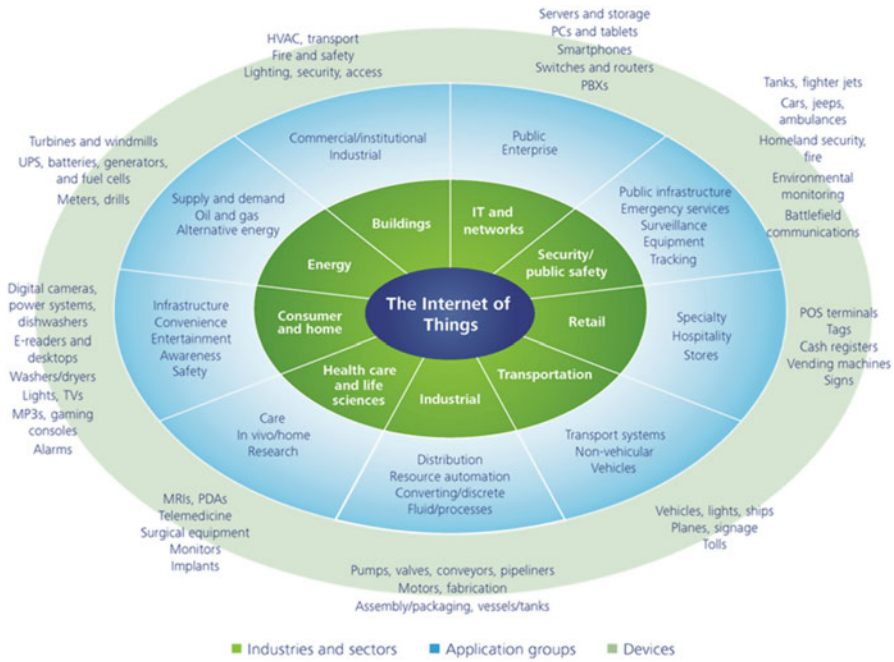 Servers and storage
PCs and tablets
Smartphones
Switches and routers
PBXs
HVAC, transport
Fire and safety
Lighting, security, access
Tanks, fighter jets
Cars, jeeps,
ambulances
Homeland security,
fire
Environmental
monitoring
Battlefield
communications
Turbines and windmills
UPS, batteries, generators,
and fuel cells
Meters, drills
Commercial/institutional
Industrial
Public
Enterprise
Supply and demand
Oil and gas
Alternative energy
Public infrastructure
Emergency services
Surveillance
Equipment
Tracking
Buildings
IT and
networks
Energy
Security/
public safety
Digital cameras,
power systems,
dishwashers
E-readers and
desktops
Washers/dryers
Lights, TVs
MP3s, gaming
consoles
Alarms
Infrastructure
Convenience
Entertainment
Awareness
Safety
Consumer
and home
The Internet of
Things
Retail
Specialty
Hospitality
Stores
POS terminals
Tags
Cash registers
Vending machines
Signs
Health care
and life
sciences
Industrial
Transportation
Care
In vivo/home
Research
Distribution
Resource automation
Converting/discrete
Fluid/processes
Transport systems
Non-vehicular
Vehicles
MRIs, PDAs
Telemedicine
Surgical equipment
Monitors
Implants
Vehicles, lights, ships
Planes, signage
Tolls
Pumps, valves, conveyors, pipeliners
Motors, fabrication
Assembly/packaging, vessels/tanks
Industries and sectors
Application groups
Devices